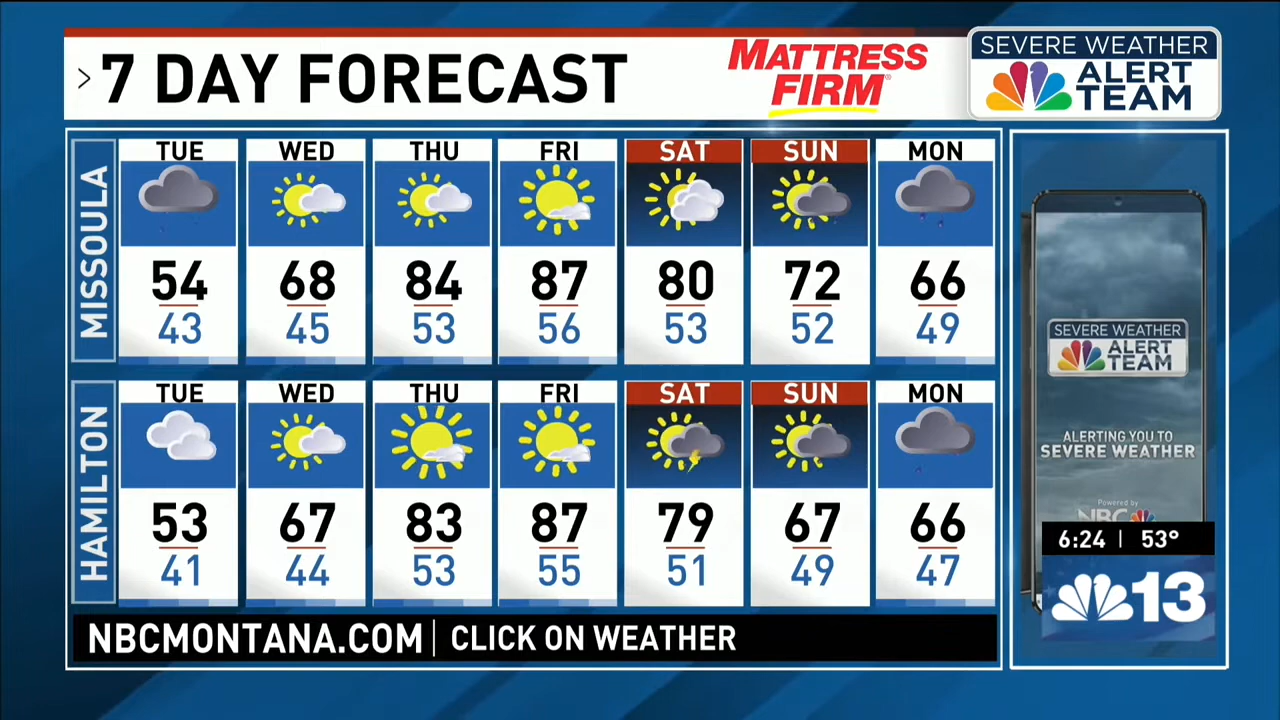 > 7 DAY FORECAST
MATTRESS FIRM®
SEVERE WEATHER
ALERT TEAM
MISSOULA
TUE WED THU FRI SAT SUN MON
54 68 84 87 80 72 66
43 45 53 56 53 52 49
HAMILTON
TUE WED THU FRI SAT SUN MON
53 67 83 87 79 67 66
41 44 53 55 51 49 47
NBCMONTANA.COM | CLICK ON WEATHER
SEVERE WEATHER
ALERT TEAM
ALERTING YOU TO
SEVERE WEATHER
Powered by
NBC
6:24 | 53°
13